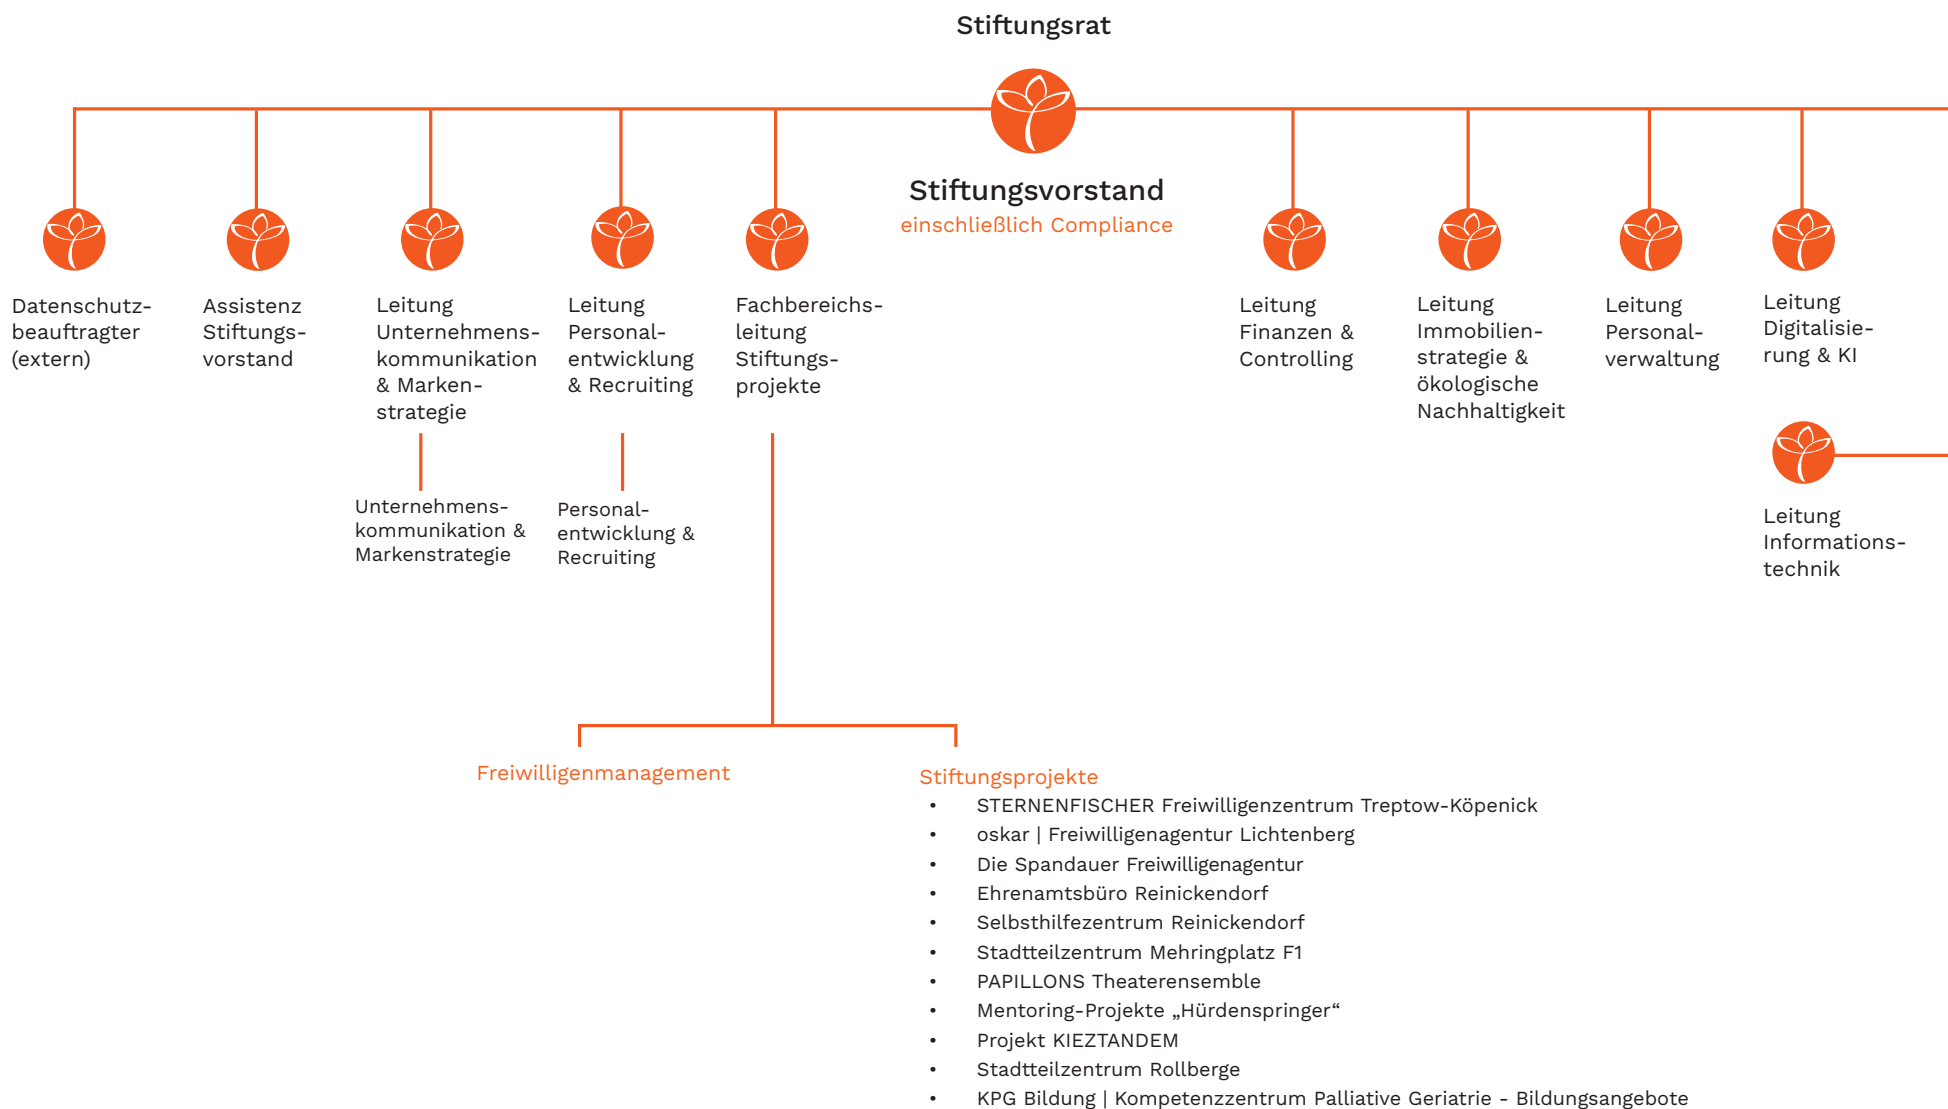 Stiftungsrat
Stiftungsvorstand
einschließlich Compliance
Datenschutz-
beauftragter
(extern)
Assistenz
Stiftungs-
vorstand
Leitung
Unternehmens-
kommunikation
& Marken-
strategie
Leitung
Personal-
entwicklung
& Recruiting
Fachbereichs-
leitung
Stiftungs-
projekte
Leitung
Finanzen &
Controlling
Leitung
Immobilien-
strategie &
ökologische
Nachhaltigkeit
Leitung
Personal-
verwaltung
Leitung
Digitalisie-
rung & KI
Unternehmens-
kommunikation &
Markenstrategie
Personal-
entwicklung &
Recruiting
Leitung
Informations-
technik
Freiwilligenmanagement
Stiftungsprojekte
• STERNENFISCHER Freiwilligenzentrum Treptow-Köpenick
• oskar | Freiwilligenagentur Lichtenberg
• Die Spandauer Freiwilligenagentur
• Ehrenamtsbüro Reinickendorf
• Selbsthilfezentrum Reinickendorf
• Stadtteilzentrum Mehringplatz F1
• PAPILLONS Theaterensemble
• Mentoring-Projekte „Hürdenspringer“
• Projekt KIEZTANDEM
• Stadtteilzentrum Rollberge
• KPG Bildung | Kompetenzzentrum Palliative Geriatrie - Bildungsangebote